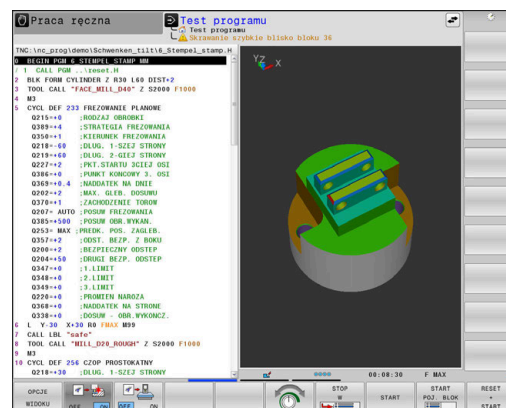 Praca ręczna
Test programu
Test programu
Skrawanie szybkie blisko bloku 36
TNC:\nc_prog\demo\Schwenken_tilt\6_Stempel_stamp.H
0 BEGIN PGM 6_STEMPEL_STAMP MM
/ 1 CALL PGM ..\reset.H
2 BLK FORM CYLINDER Z R30 L60 DIST+2
3 TOOL CALL "FACE_MILL_D40" Z S2000 F1000
4 M3
5 CYCL DEF 233 FREZOWANIE PLANOWE
Q215=+0 ;RODZAJ OBROBKI
Q389=+4 ;STRATEGIA FREZOWANIA
Q350=+1 ;KIERUNEK FREZOWANIA
Q218=-60 ;DLUG. 1-SZEJ STRONY
Q219=+60 ;DLUG. 2-GIEJ STRONY
Q227=+2 ;PKT.STARTU 3CIEJ OSI
Q386=+0 ;PUNKT KONCOWY 3. OSI
Q369=+0.4 ;NADDATEK NA DNIE
Q202=+2 ;MAX. GLEB. DOSUWU
Q370=+1 ;ZACHODZENIE TOROW
Q207= AUTO ;POSUW FREZOWANIA
Q385=+500 ;POSUW OBR.WYKAN.
Q253= MAX ;PREDK. POS. ZAGLEB.
Q357=+2 ;ODST. BEZP. Z BOKU
Q200=+2 ;BEZPIECZNY ODSTEP
Q204=+50 ;DRUGI BEZP. ODSTEP
Q347=+0 ;1.LIMIT
Q348=+0 ;2.LIMIT
Q349=+0 ;3.LIMIT
Q220=+0 ;PROMIEN NAROZA
Q368=+0 ;NADDATEK NA STRONE
Q338=+0 ;DOSUW - OBR.WYKONCZ.
6 L Y-30 X+30 R0 FMAX M99
7 CALL LBL "safe"
8 TOOL CALL "MILL_D20_ROUGH" Z S2000 F1000
9 M3
10 CYCL DEF 256 CZOP PROSTOKATNY
Q218=+30 ;DLUG. 1-SZEJ STRONY
YZ X
00:08:30 F MAX
OPCJE WIDOKU
OFF ON
OFF ON
STOP W
START
START POJ. BLOK
RESET + START